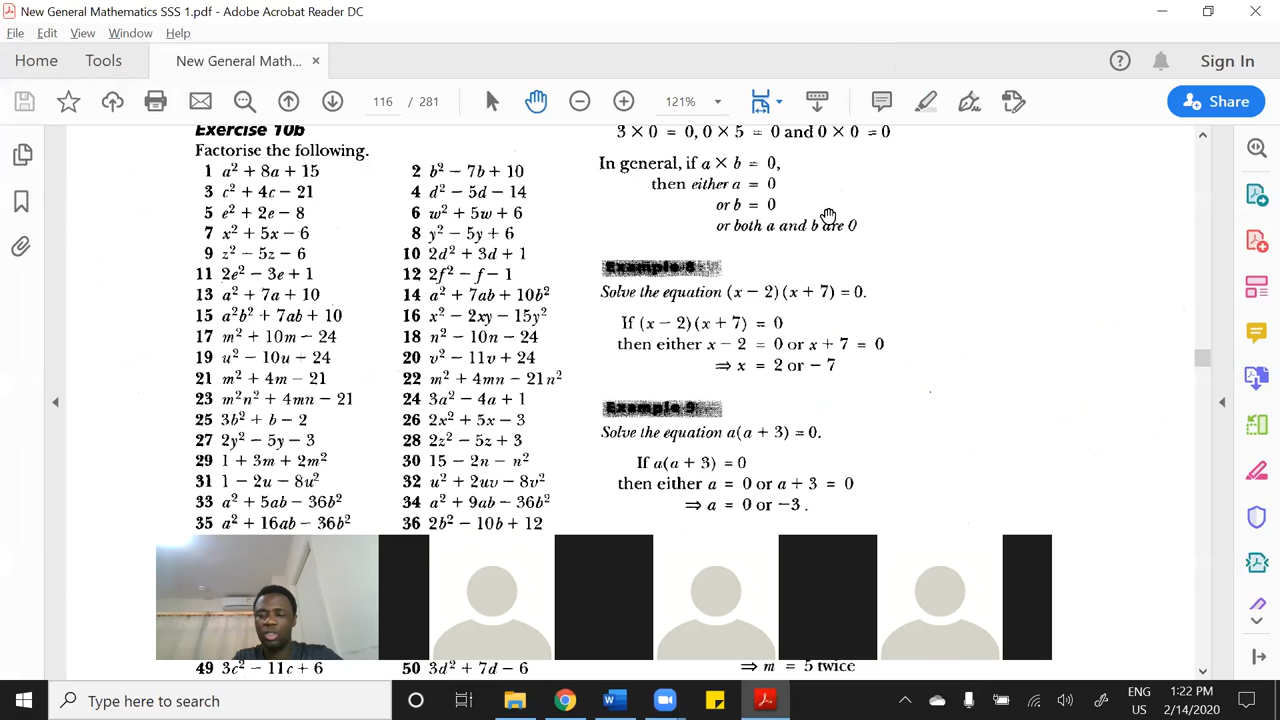 New General Mathematics SSS 1.pdf - Adobe Acrobat Reader DC
File Edit View Window Help
Home Tools New General Math... ×
Sign In
116 / 281 121% Share
Exercise 10b
Factorise the following.
1 a² + 8a + 15
2 b² − 7b + 10
3 c² + 4c − 21
4 d² − 5d − 14
5 e² + 2e − 8
6 w² + 5w + 6
7 x² + 5x − 6
8 y² − 5y + 6
9 z² − 5z − 6
10 2d² + 3d + 1
11 2e² − 3e + 1
12 2f² − f − 1
13 a² + 7a + 10
14 a² + 7ab + 10b²
15 a²b² + 7ab + 10
16 x² − 2xy − 15y²
17 m² + 10m − 24
18 n² − 10n − 24
19 u² − 10u + 24
20 v² − 11v + 24
21 m² + 4m − 21
22 m² + 4mn − 21n²
23 m²n² + 4mn − 21
24 3a² − 4a + 1
25 3b² + b − 2
26 2x² + 5x − 3
27 2y² − 5y − 3
28 2z² − 5z + 3
29 1 + 3m + 2m²
30 15 − 2n − n²
31 1 − 2u − 8u²
32 u² + 2uv − 8v²
33 a² + 5ab − 36b²
34 a² + 9ab − 36b²
35 a² + 16ab − 36b²
36 2b² − 10b + 12
49 3c² − 11c + 6
50 3d² + 7d − 6
3 × 0 = 0, 0 × 5 = 0 and 0 × 0 = 0
In general, if a × b = 0,
then either a = 0
or b = 0
or both a and b are 0
Example 8
Solve the equation (x − 2)(x + 7) = 0.
If (x − 2)(x + 7) = 0
then either x − 2 = 0 or x + 7 = 0
⇒ x = 2 or − 7
Example 9
Solve the equation a(a + 3) = 0.
If a(a + 3) = 0
then either a = 0 or a + 3 = 0
⇒ a = 0 or −3.
⇒ m = 5 twice
Type here to search
ENG 1:22 PM
US 2/14/2020